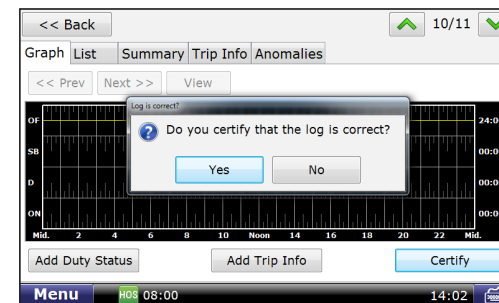 << Back 10/11
Graph List Summary Trip Info Anomalies
<< Prev Next >> View
Log is correct?
Do you certify that the log is correct?
Yes No
OF 24:0
SB 00:0
D 00:0
ON 00:0
Mid. 2 4 6 8 10 Noon 14 16 18 20 22 Mid.
Add Duty Status Add Trip Info Certify
Menu HOS 08:00 14:02